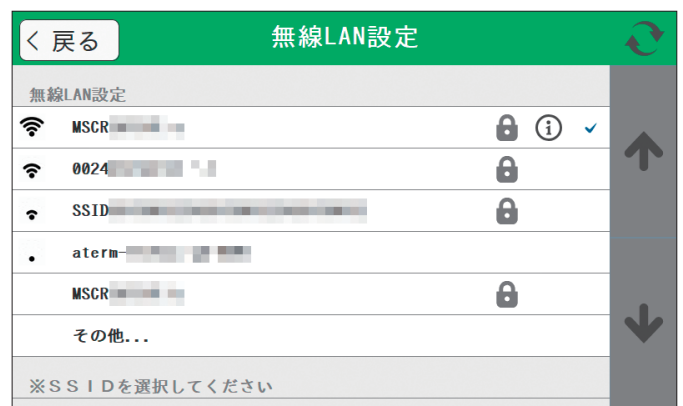 戻る
無線LAN設定
無線LAN設定
MSCR
0024
SSID
aterm-
MSCR
その他...
※ＳＳＩＤを選択してください